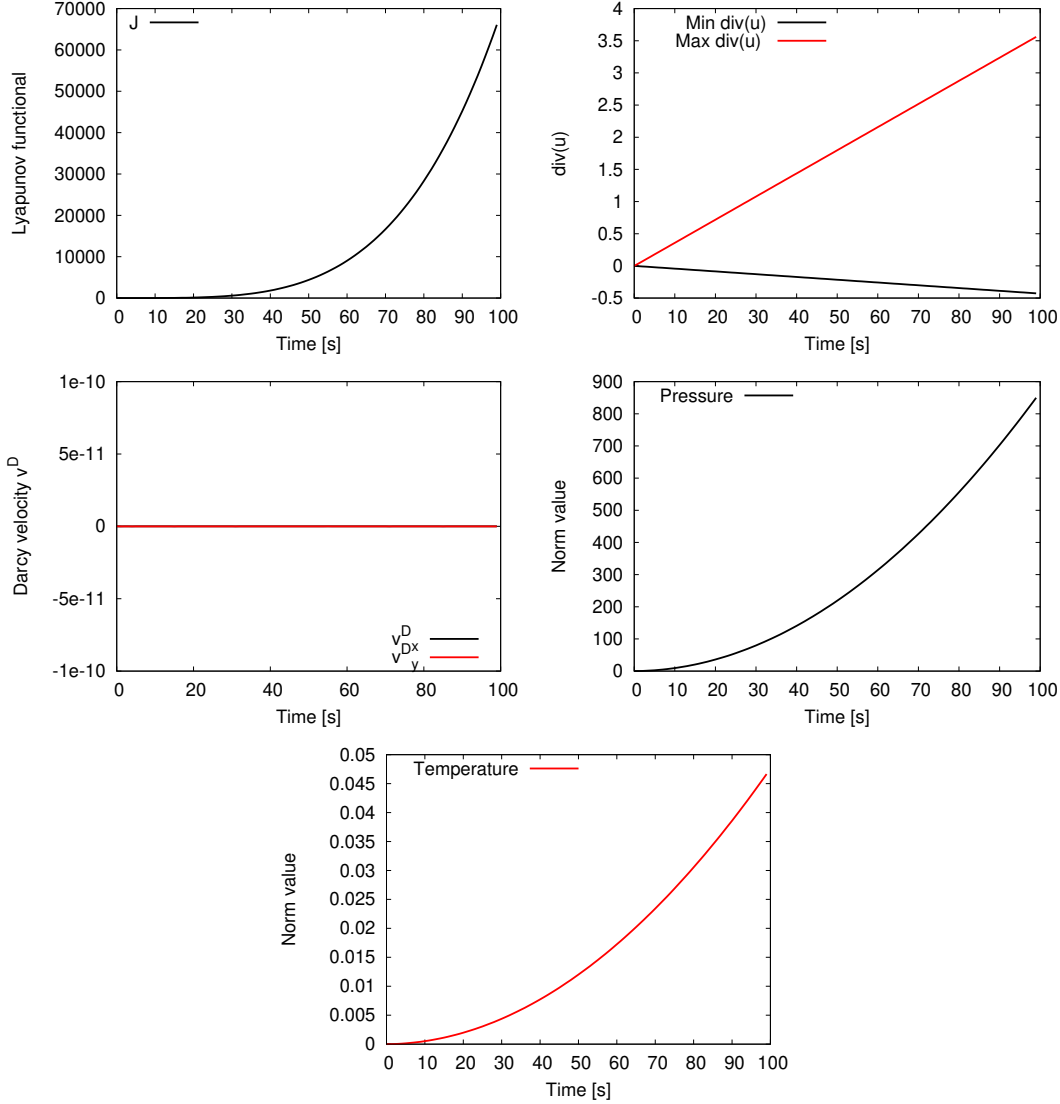 J
Lyapunov functional
70000
60000
50000
40000
30000
20000
10000
0
0 10 20 30 40 50 60 70 80 90 100
Time [s]
Min div(u)
Max div(u)
div(u)
4
3.5
3
2.5
2
1.5
1
0.5
0
-0.5
0 10 20 30 40 50 60 70 80 90 100
Time [s]
Darcy velocity v^D
1e-10
5e-11
0
-5e-11
-1e-10
v^D_x
v^D_y
0 20 40 60 80 100
Time [s]
Pressure
Norm value
900
800
700
600
500
400
300
200
100
0
0 10 20 30 40 50 60 70 80 90 100
Time [s]
Temperature
Norm value
0.05
0.045
0.04
0.035
0.03
0.025
0.02
0.015
0.01
0.005
0
0 10 20 30 40 50 60 70 80 90 100
Time [s]